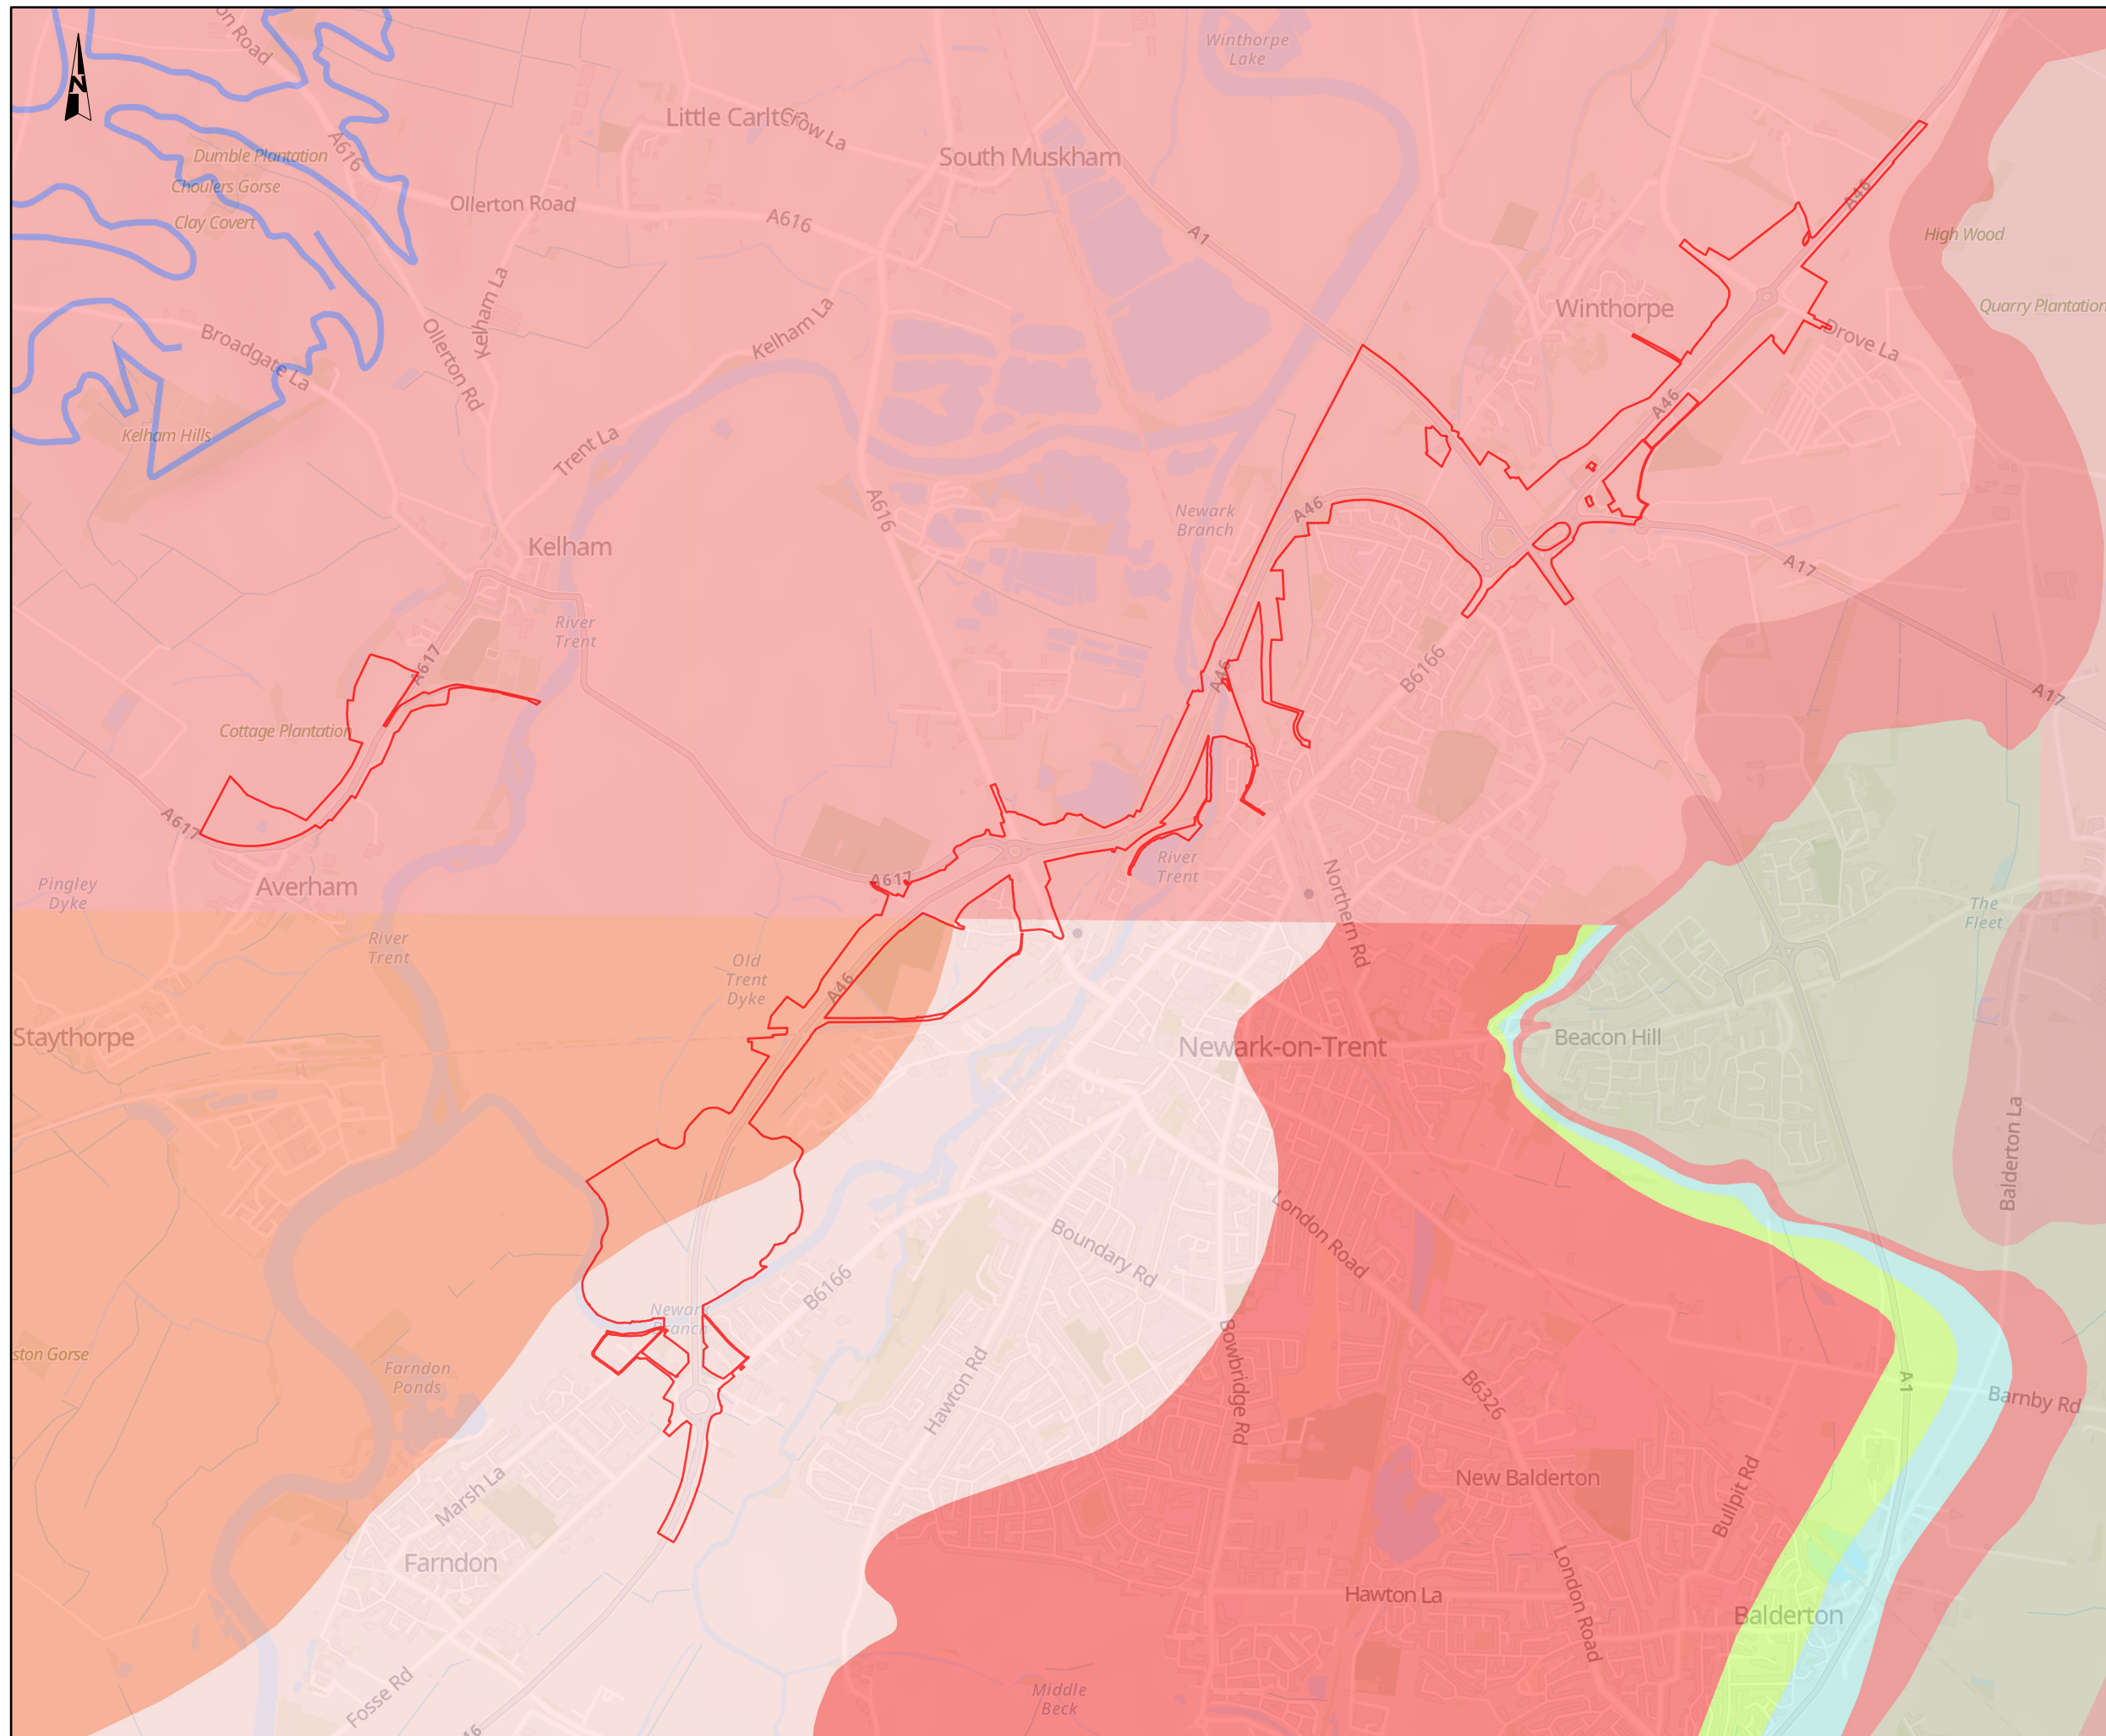 on Road
N
Winthorpe
Lake
Little Carlt
Crow La
South Muskham
Dumble Plantation
A616
Choulers Gorse
Clay Covert
Ollerton Road
A616
A1
A46
High Wood
Kelham La
Kelham La
Winthorpe
Quarry Plantation
Broadgate La
Ollerton Rd
Drove La
A46
Kelham Hills
Trent La
A616
A46
Newark
Branch
Kelham
A17
River
Trent
A617
A46
B6166
A17
Cottage Plantation
A617
River
Trent
Northern Rd
A617
Averham
Pingley
Dyke
The
Fleet
River
Trent
Old
Trent
Dyke
A46
Staythorpe
Newark-on-Trent
Beacon Hill
Balderton La
London Road
Boundary Rd
B6166
Newark
Branch
ston Gorse
Farndon
Ponds
Hawton Rd
Bowbridge Rd
B6326
A1
Barnby Rd
Marsh La
New Balderton
Bullpit Rd
Farndon
Hawton La
London Road
Balderton
Fosse Rd
Middle
Beck
46